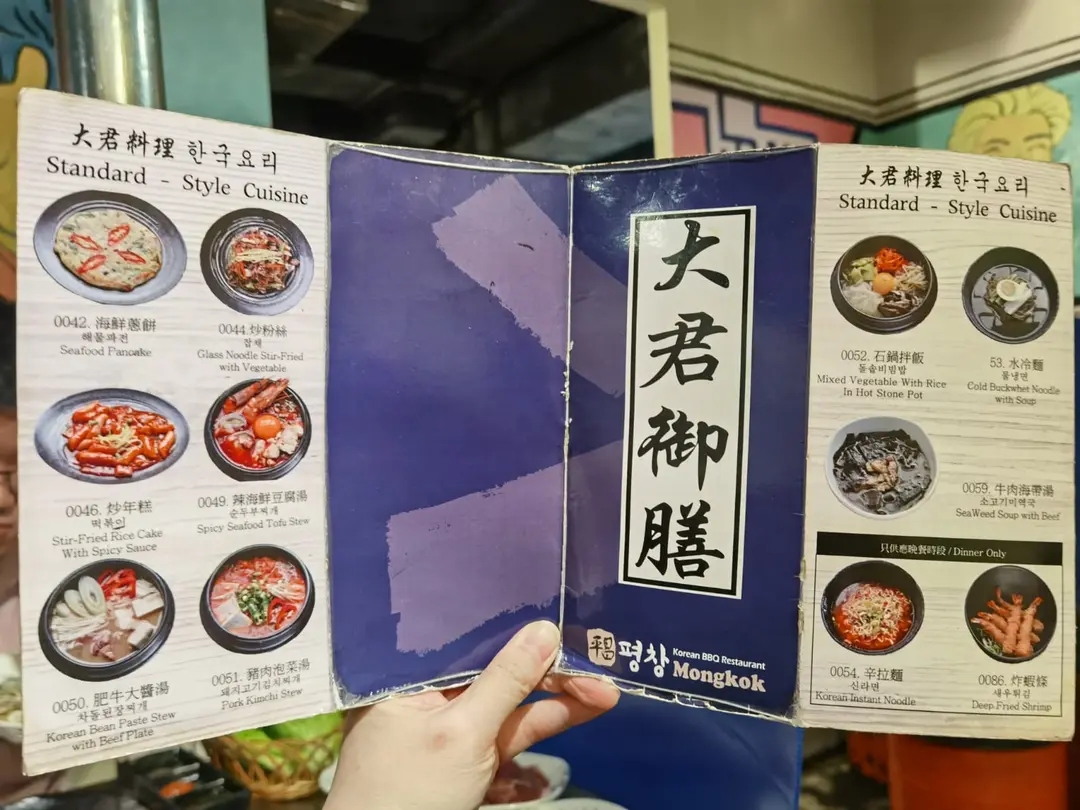 大君料理 한국요리
Standard - Style Cuisine
0042. 海鮮蔥餅
해물파전
Seafood Pancake
0044. 炒粉絲
잡채
Glass Noodle Stir-Fried
with Vegetable
0046. 炒年糕
떡볶이
Stir-Fried Rice Cake
With Spicy Sauce
0049. 辣海鮮豆腐湯
순두부찌개
Spicy Seafood Tofu Stew
0050. 肥牛大醬湯
차돌된장찌개
Korean Bean Paste Stew
with Beef Plate
0051. 豬肉泡菜湯
돼지고기김치찌개
Pork Kimchi Stew
大君御膳
平昌 평창 Korean BBQ Restaurant
Mongkok
大君料理 한국요리
Standard - Style Cuisine
0052. 石鍋拌飯
돌솥비빔밥
Mixed Vegetable With Rice
In Hot Stone Pot
53. 水冷麵
물냉면
Cold Buckwhet Noodle
with Soup
0059. 牛肉海帶湯
소고기미역국
SeaWeed Soup with Beef
只供應晚餐時段 / Dinner Only
0054. 辛拉麵
신라면
Korean Instant Noodle
0086. 炸蝦條
새우튀김
Deep Fried Shrimp